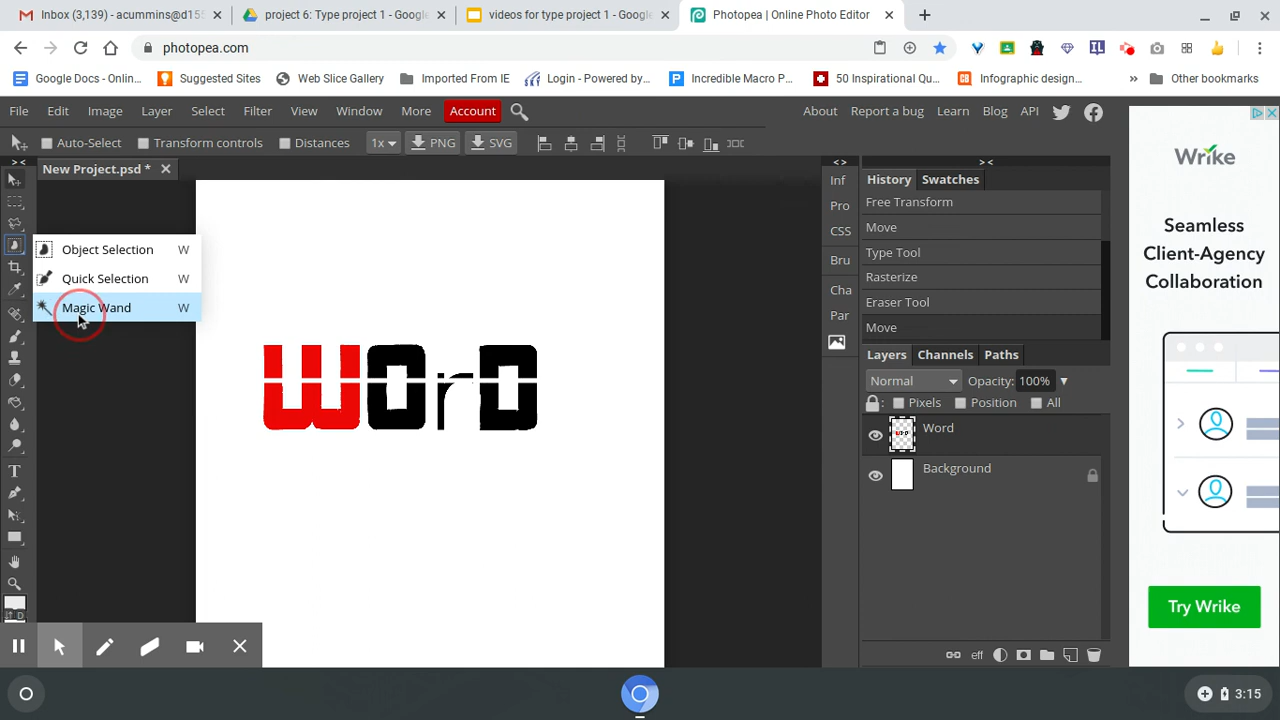 Inbox (3,139) - acummins@d155
project 6: Type project 1 - Google
videos for type project 1 - Google
Photopea | Online Photo Editor
photopea.com
Google Docs - Onlin...
Suggested Sites
Web Slice Gallery
Imported From IE
Login - Powered by...
Incredible Macro P...
50 Inspirational Qu...
Infographic design...
Other bookmarks
File Edit Image Layer Select Filter View Window More Account
About Report a bug Learn Blog API
Auto-Select Transform controls Distances 1x PNG SVG
New Project.psd *
Object Selection W
Quick Selection W
Magic Wand W
WOrD
Inf
Pro
CSS
Bru
Cha
Par
History Swatches
Free Transform
Move
Type Tool
Rasterize
Eraser Tool
Move
Layers Channels Paths
Normal Opacity: 100%
Pixels Position All
Word
Background
eff
Wrike
Seamless
Client-Agency
Collaboration
Try Wrike
3:15